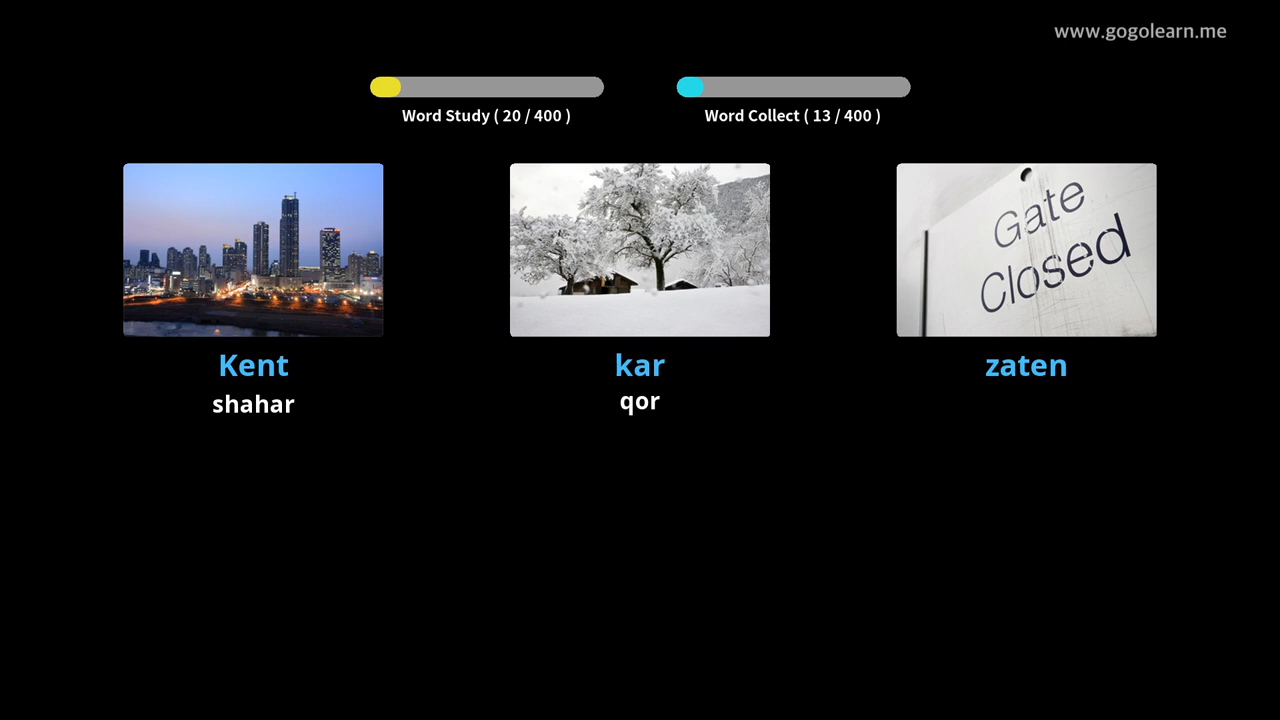 www.gogolearn.me
Word Study ( 20 / 400 )
Word Collect ( 13 / 400 )
Gate
Closed
Kent
kar
zaten
shahar
qor